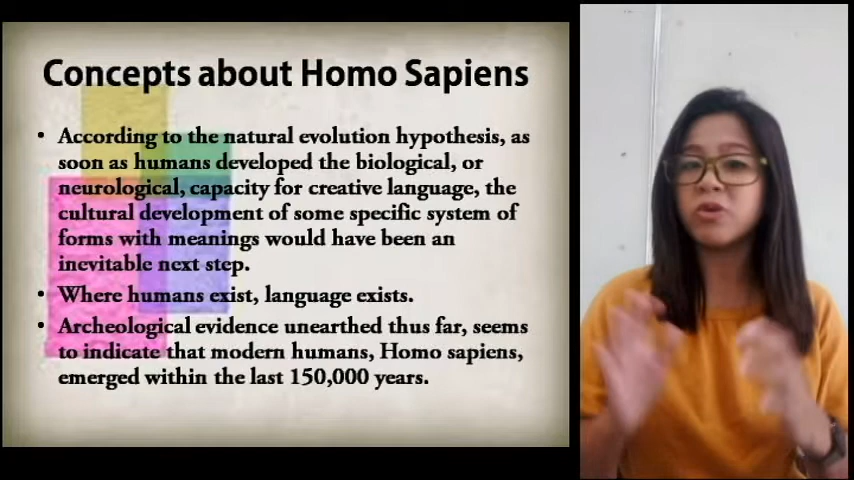 Concepts about Homo Sapiens
• According to the natural evolution hypothesis, as
soon as humans developed the biological, or
neurological, capacity for creative language, the
cultural development of some specific system of
forms with meanings would have been an
inevitable next step.
• Where humans exist, language exists.
• Archeological evidence unearthed thus far, seems
to indicate that modern humans, Homo sapiens,
emerged within the last 150,000 years.